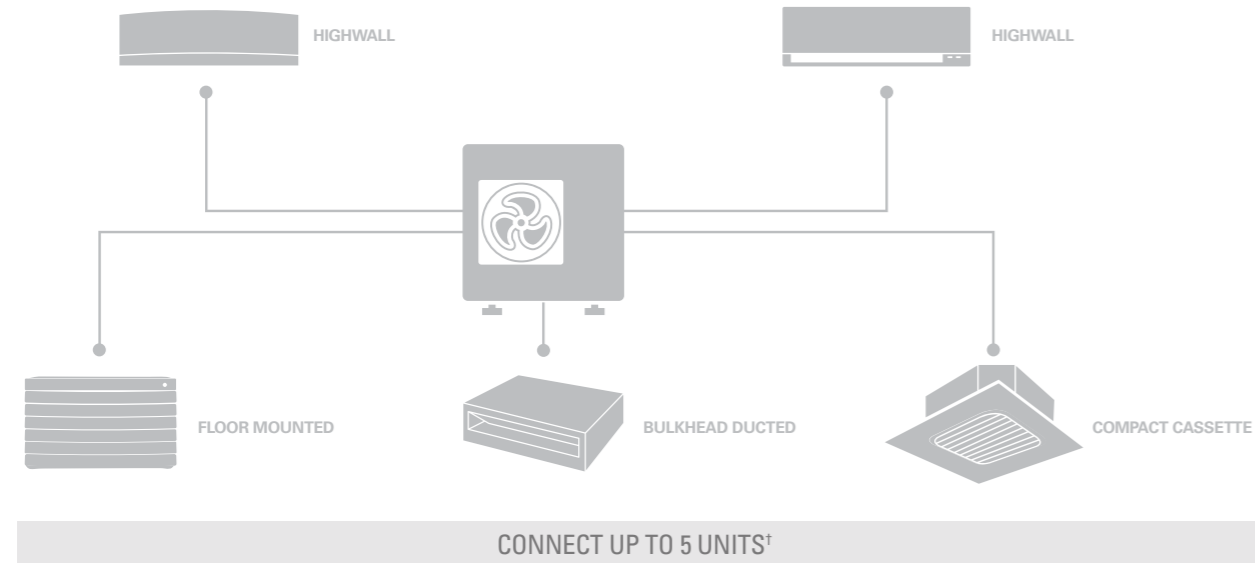 HIGHWALL
HIGHWALL
FLOOR MOUNTED
BULKHEAD DUCTED
COMPACT CASSETTE
CONNECT UP TO 5 UNITS†